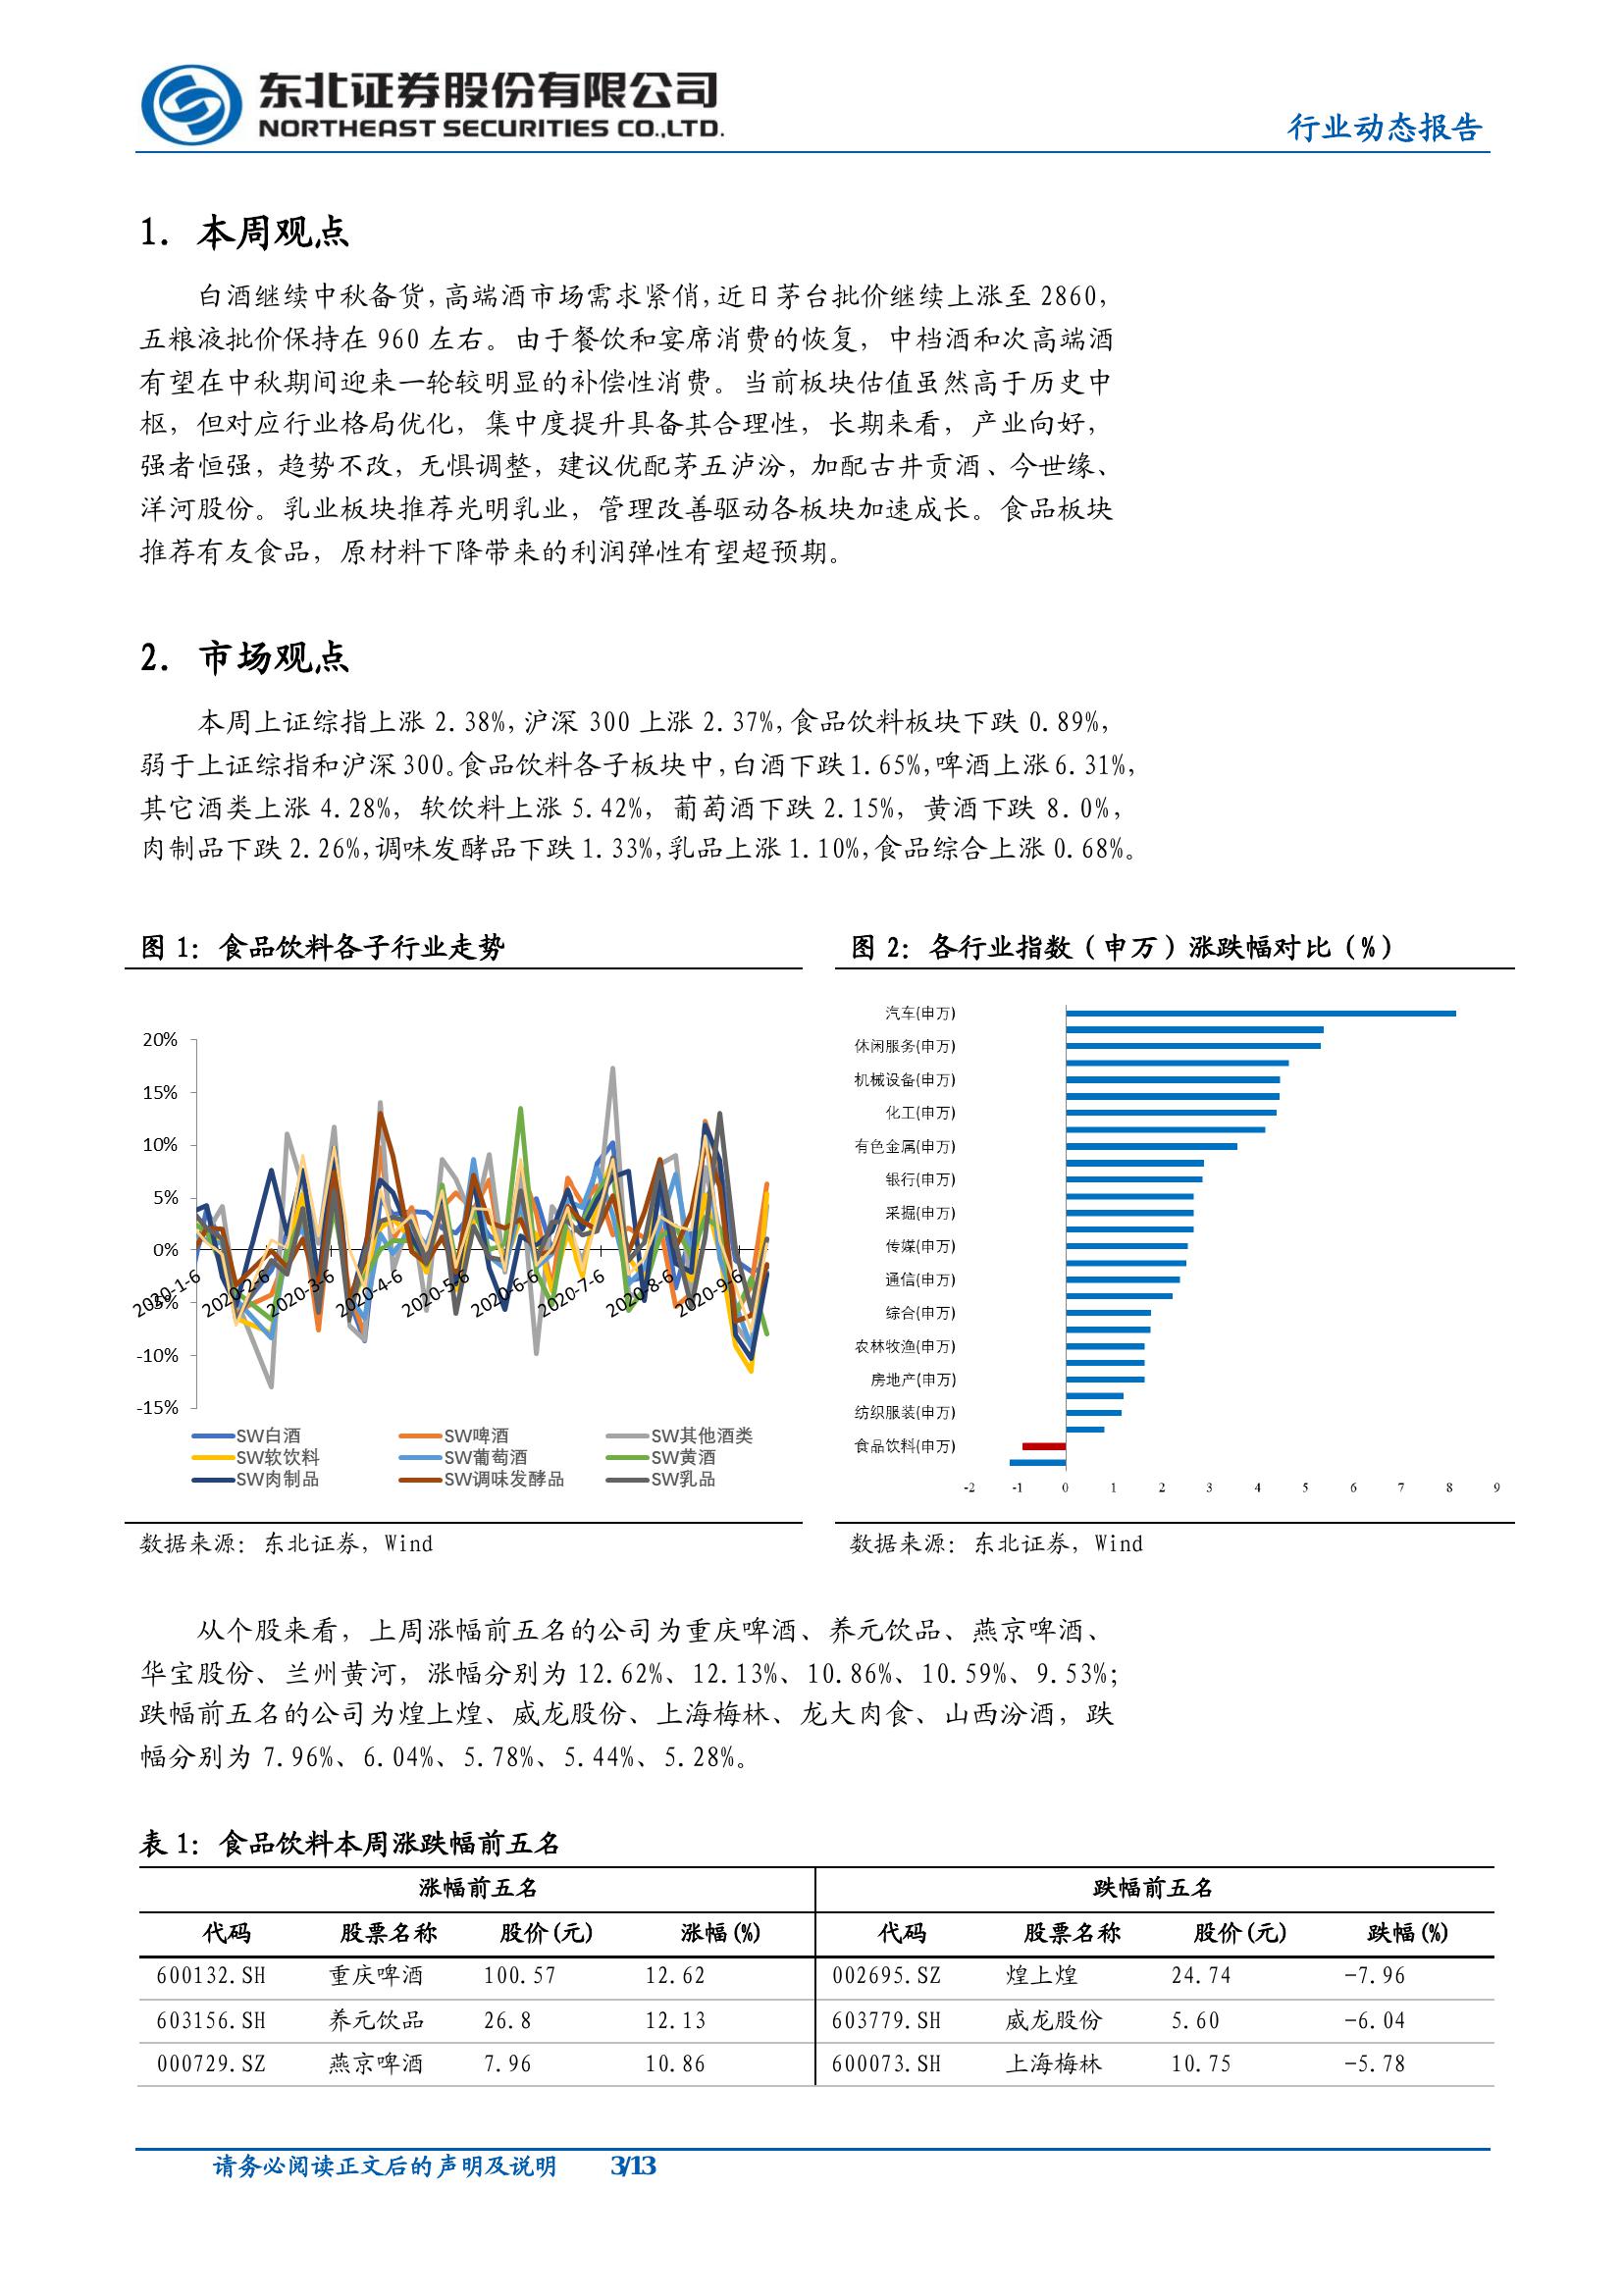 东北证券股份有限公司
NORTHEAST SECURITIES CO.,LTD.
行业动态报告
1. 本周观点
白酒继续中秋备货,高端酒市场需求紧俏,近日茅台批价继续上涨至 2860,
五粮液批价保持在 960 左右。由于餐饮和宴席消费的恢复，中档酒和次高端酒
有望在中秋期间迎来一轮较明显的补偿性消费。当前板块估值虽然高于历史中
枢，但对应行业格局优化，集中度提升具备其合理性，长期来看，产业向好，
强者恒强，趋势不改，无惧调整，建议优配茅五泸汾，加配古井贡酒、今世缘、
洋河股份。乳业板块推荐光明乳业，管理改善驱动各板块加速成长。食品板块
推荐有友食品，原材料下降带来的利润弹性有望超预期。
2. 市场观点
本周上证综指上涨 2.38%,沪深 300 上涨 2.37%,食品饮料板块下跌 0.89%,
弱于上证综指和沪深 300。食品饮料各子板块中,白酒下跌 1.65%,啤酒上涨 6.31%,
其它酒类上涨 4.28%，软饮料上涨 5.42%，葡萄酒下跌 2.15%，黄酒下跌 8.0%，
肉制品下跌 2.26%,调味发酵品下跌 1.33%,乳品上涨 1.10%,食品综合上涨 0.68%。
图 1：食品饮料各子行业走势
20%
15%
10%
5%
0%
-5%
-10%
-15%
2020-1-6 2020-2-6 2020-3-6 2020-4-6 2020-5-6 2020-6-6 2020-7-6 2020-8-6 2020-9-6
SW白酒 SW啤酒 SW其他酒类
SW软饮料 SW葡萄酒 SW黄酒
SW肉制品 SW调味发酵品 SW乳品
数据来源：东北证券，Wind
图 2：各行业指数（申万）涨跌幅对比（%）
汽车(申万)
休闲服务(申万)
机械设备(申万)
化工(申万)
有色金属(申万)
银行(申万)
采掘(申万)
传媒(申万)
通信(申万)
综合(申万)
农林牧渔(申万)
房地产(申万)
纺织服装(申万)
食品饮料(申万)
-2 -1 0 1 2 3 4 5 6 7 8 9
数据来源：东北证券，Wind
从个股来看，上周涨幅前五名的公司为重庆啤酒、养元饮品、燕京啤酒、
华宝股份、兰州黄河，涨幅分别为 12.62%、12.13%、10.86%、10.59%、9.53%;
跌幅前五名的公司为煌上煌、威龙股份、上海梅林、龙大肉食、山西汾酒，跌
幅分别为 7.96%、6.04%、5.78%、5.44%、5.28%。
表 1：食品饮料本周涨跌幅前五名
涨幅前五名 跌幅前五名
代码 股票名称 股价(元) 涨幅(%) 代码 股票名称 股价(元) 跌幅(%)
600132.SH 重庆啤酒 100.57 12.62 002695.SZ 煌上煌 24.74 -7.96
603156.SH 养元饮品 26.8 12.13 603779.SH 威龙股份 5.60 -6.04
000729.SZ 燕京啤酒 7.96 10.86 600073.SH 上海梅林 10.75 -5.78
请务必阅读正文后的声明及说明 3/13